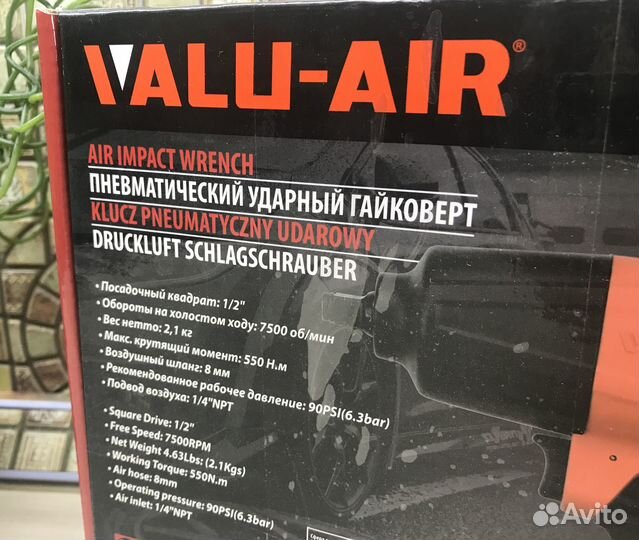 VALU-AIR®
AIR IMPACT WRENCH
ПНЕВМАТИЧЕСКИЙ УДАРНЫЙ ГАЙКОВЕРТ
KLUCZ PNEUMATYCZNY UDAROWY
DRUCKLUFT SCHLAGSCHRAUBER
• Посадочный квадрат: 1/2"
• Обороты на холостом ходу: 7500 об/мин
• Вес нетто: 2,1 кг
• Макс. крутящий момент: 550 Н.м
• Воздушный шланг: 8 мм
• Рекомендованное рабочее давление: 90PSI(6.3bar)
• Подвод воздуха: 1/4"NPT
• Square Drive: 1/2"
• Free Speed: 7500RPM
• Net Weight 4.63Lbs: (2.1Kgs)
• Working Torque: 550N.m
• Air hose: 8mm
• Operating pressure: 90PSI(6.3bar)
• Air inlet: 1/4"NPT
Avito